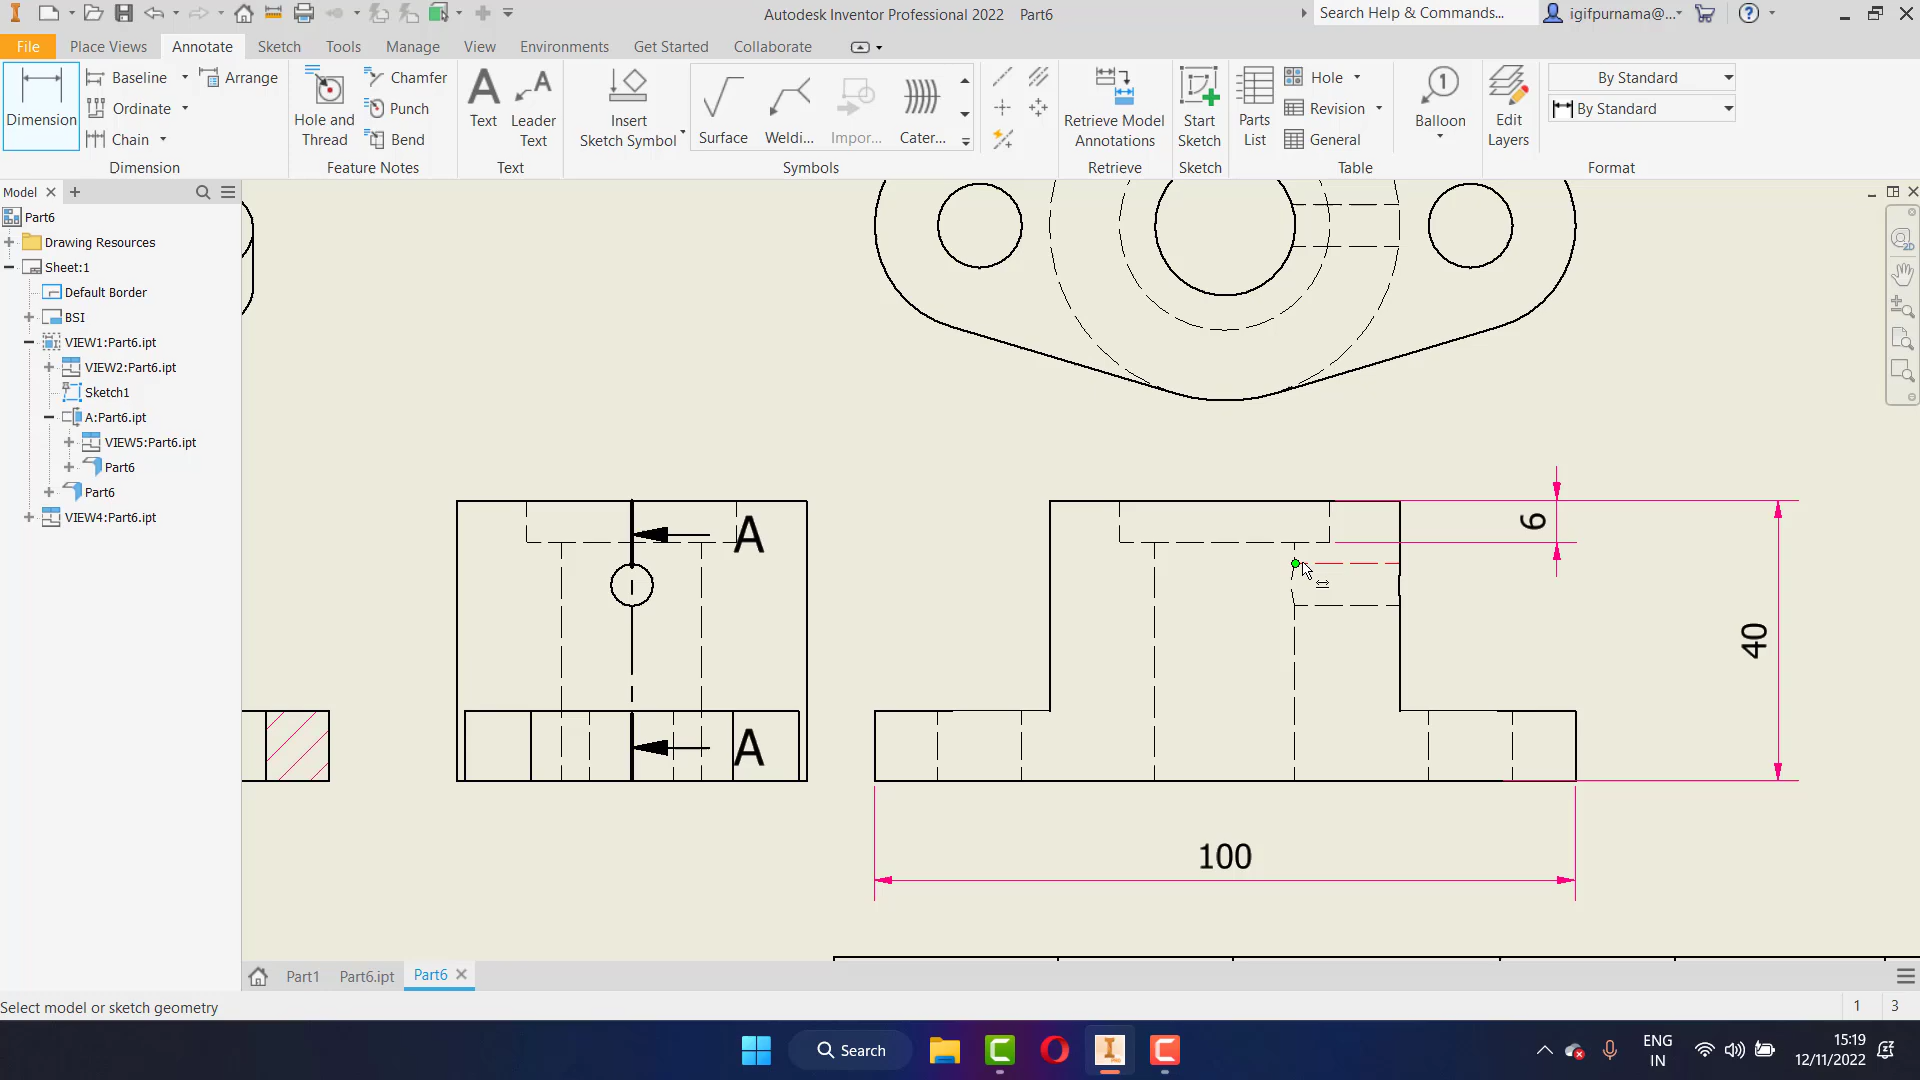 Autodesk Inventor Professional 2022 Part6
Search Help & Commands...
igifpurnama@...
File
Place Views
Annotate
Sketch
Tools
Manage
View
Environments
Get Started
Collaborate
Dimension
Baseline
Ordinate
Chain
Arrange
Dimension
Hole and
Thread
Chamfer
Punch
Bend
Feature Notes
Text
Leader
Text
Text
Insert
Sketch Symbol
Surface
Weldi...
Impor...
Cater...
Symbols
Retrieve Model
Annotations
Retrieve
Start
Sketch
Sketch
Parts
List
Hole
Revision
General
Table
1
Balloon
Edit
Layers
By Standard
By Standard
Format
Model
Part6
Drawing Resources
Sheet:1
Default Border
BSI
VIEW1:Part6.ipt
VIEW2:Part6.ipt
Sketch1
A:Part6.ipt
VIEW5:Part6.ipt
Part6
Part6
VIEW4:Part6.ipt
2D
A
A
6
40
100
Part1
Part6.ipt
Part6
Select model or sketch geometry
1
3
Search
ENG
IN
15:19
12/11/2022